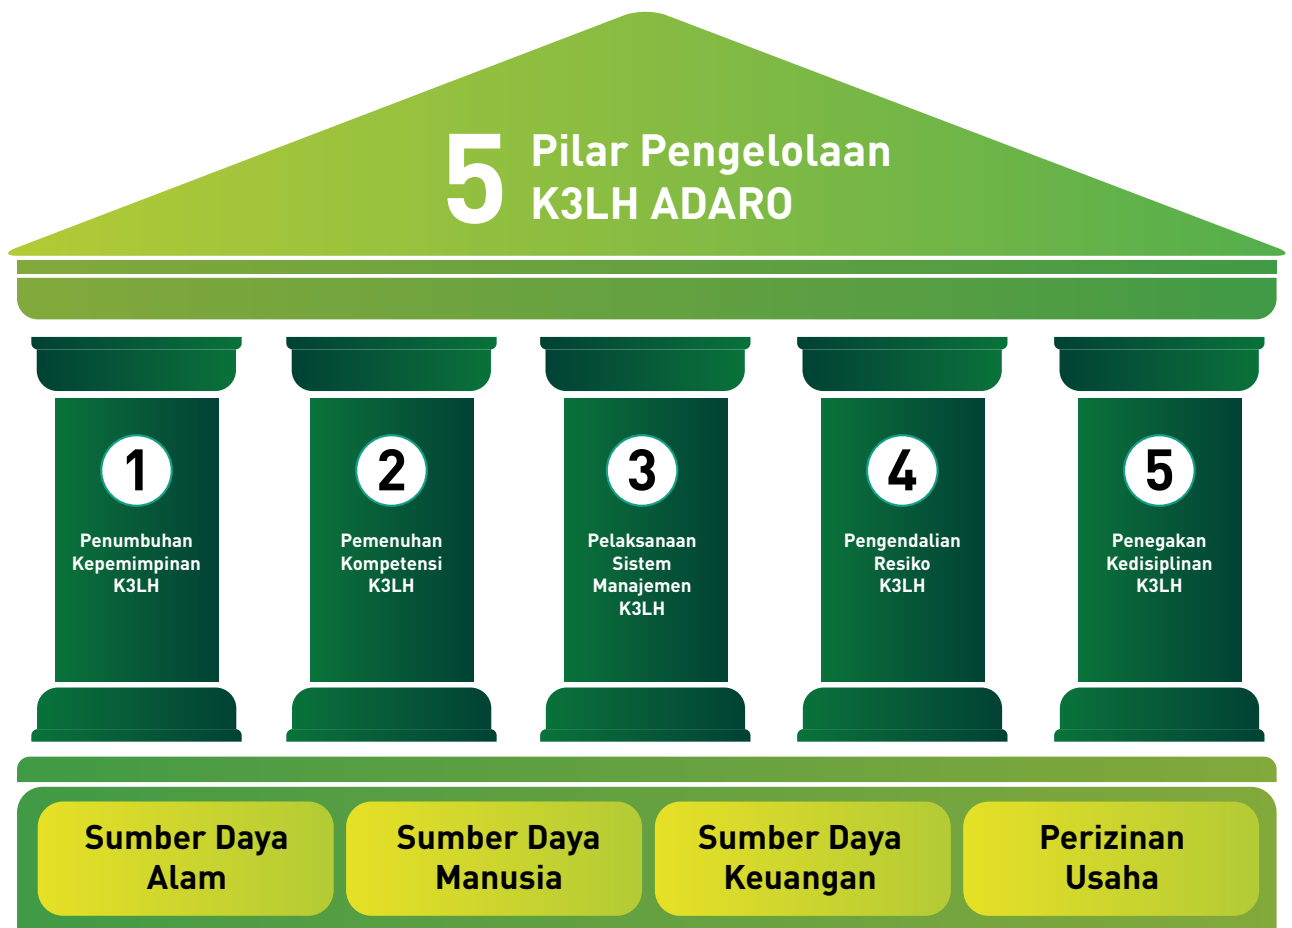 5 Pilar Pengelolaan
K3LH ADARO
1
Penumbuhan
Kepemimpinan
K3LH
2
Pemenuhan
Kompetensi
K3LH
3
Pelaksanaan
Sistem
Manajemen
K3LH
4
Pengendalian
Resiko
K3LH
5
Penegakan
Kedisiplinan
K3LH
Sumber Daya
Alam
Sumber Daya
Manusia
Sumber Daya
Keuangan
Perizinan
Usaha